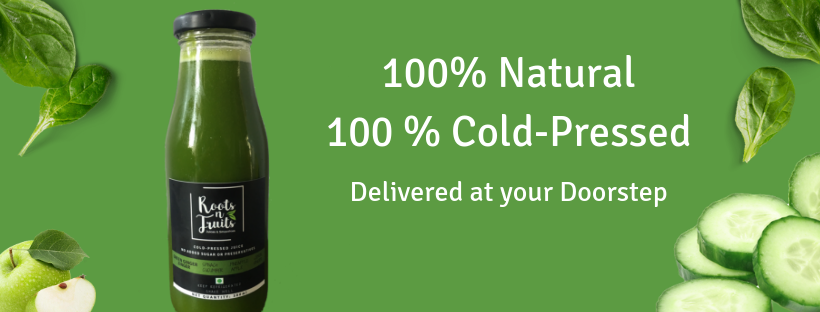 100% Natural
100 % Cold-Pressed
Delivered at your Doorstep
Roots
n
Fruits
COLD-PRESSED JUICE
NO ADDED SUGAR OR PRESERVATIVES